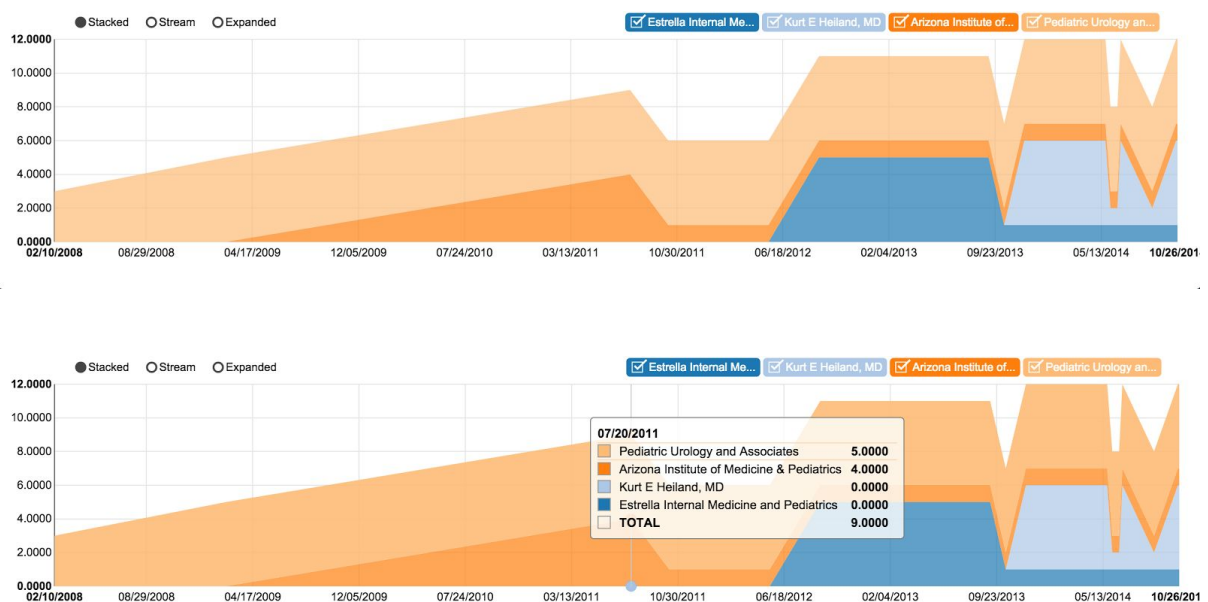 Stacked Stream Expanded Estrella Internal Me... Kurt E Heiland, MD Arizona Institute of... Pediatric Urology an...
12.0000
10.0000
8.0000
6.0000
4.0000
2.0000
0.0000
02/10/2008 08/29/2008 04/17/2009 12/05/2009 07/24/2010 03/13/2011 10/30/2011 06/18/2012 02/04/2013 09/23/2013 05/13/2014 10/26/201
Stacked Stream Expanded Estrella Internal Me... Kurt E Heiland, MD Arizona Institute of... Pediatric Urology an...
12.0000
10.0000
8.0000
6.0000
4.0000
2.0000
0.0000
07/20/2011
Pediatric Urology and Associates 5.0000
Arizona Institute of Medicine & Pediatrics 4.0000
Kurt E Heiland, MD 0.0000
Estrella Internal Medicine and Pediatrics 0.0000
TOTAL 9.0000
02/10/2008 08/29/2008 04/17/2009 12/05/2009 07/24/2010 03/13/2011 10/30/2011 06/18/2012 02/04/2013 09/23/2013 05/13/2014 10/26/201